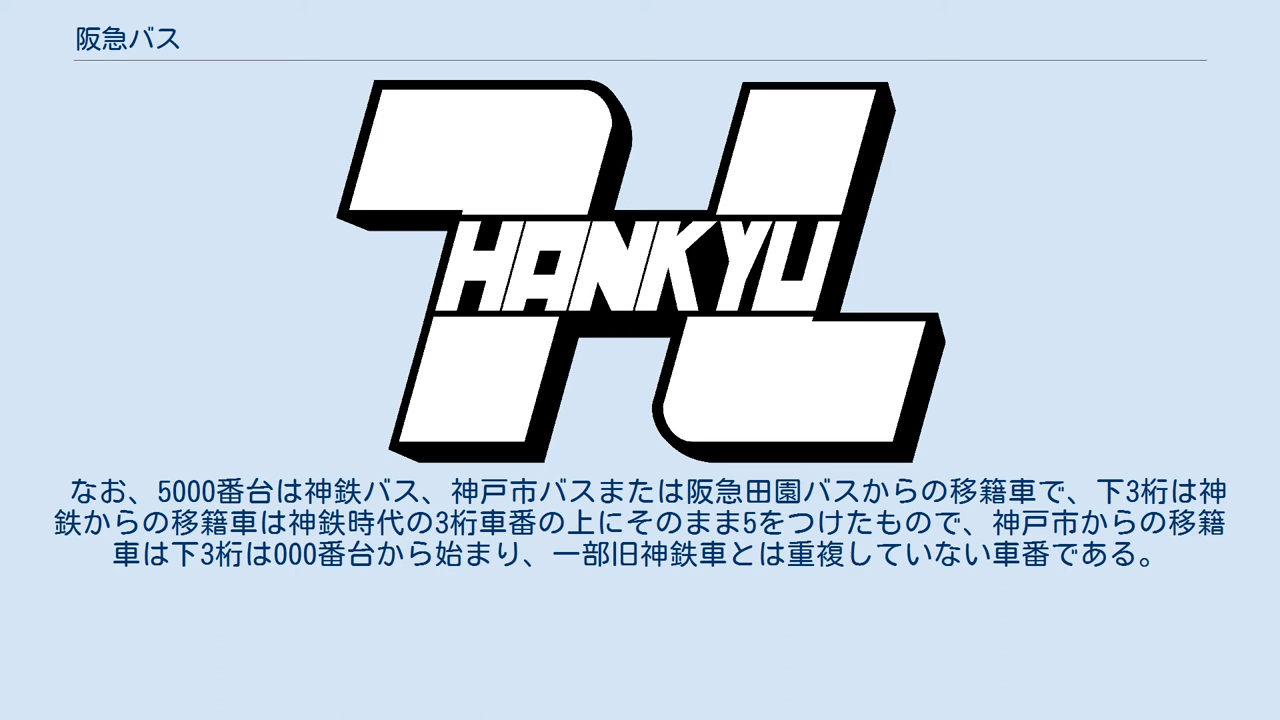 阪急バス
HANKYU
なお、5000番台は神鉄バス、神戸市バスまたは阪急田園バスからの移籍車で、下3桁は神
鉄からの移籍車は神鉄時代の3桁車番の上にそのまま5をつけたもので、神戸市からの移籍
車は下3桁は000番台から始まり、一部旧神鉄車とは重複していない車番である。